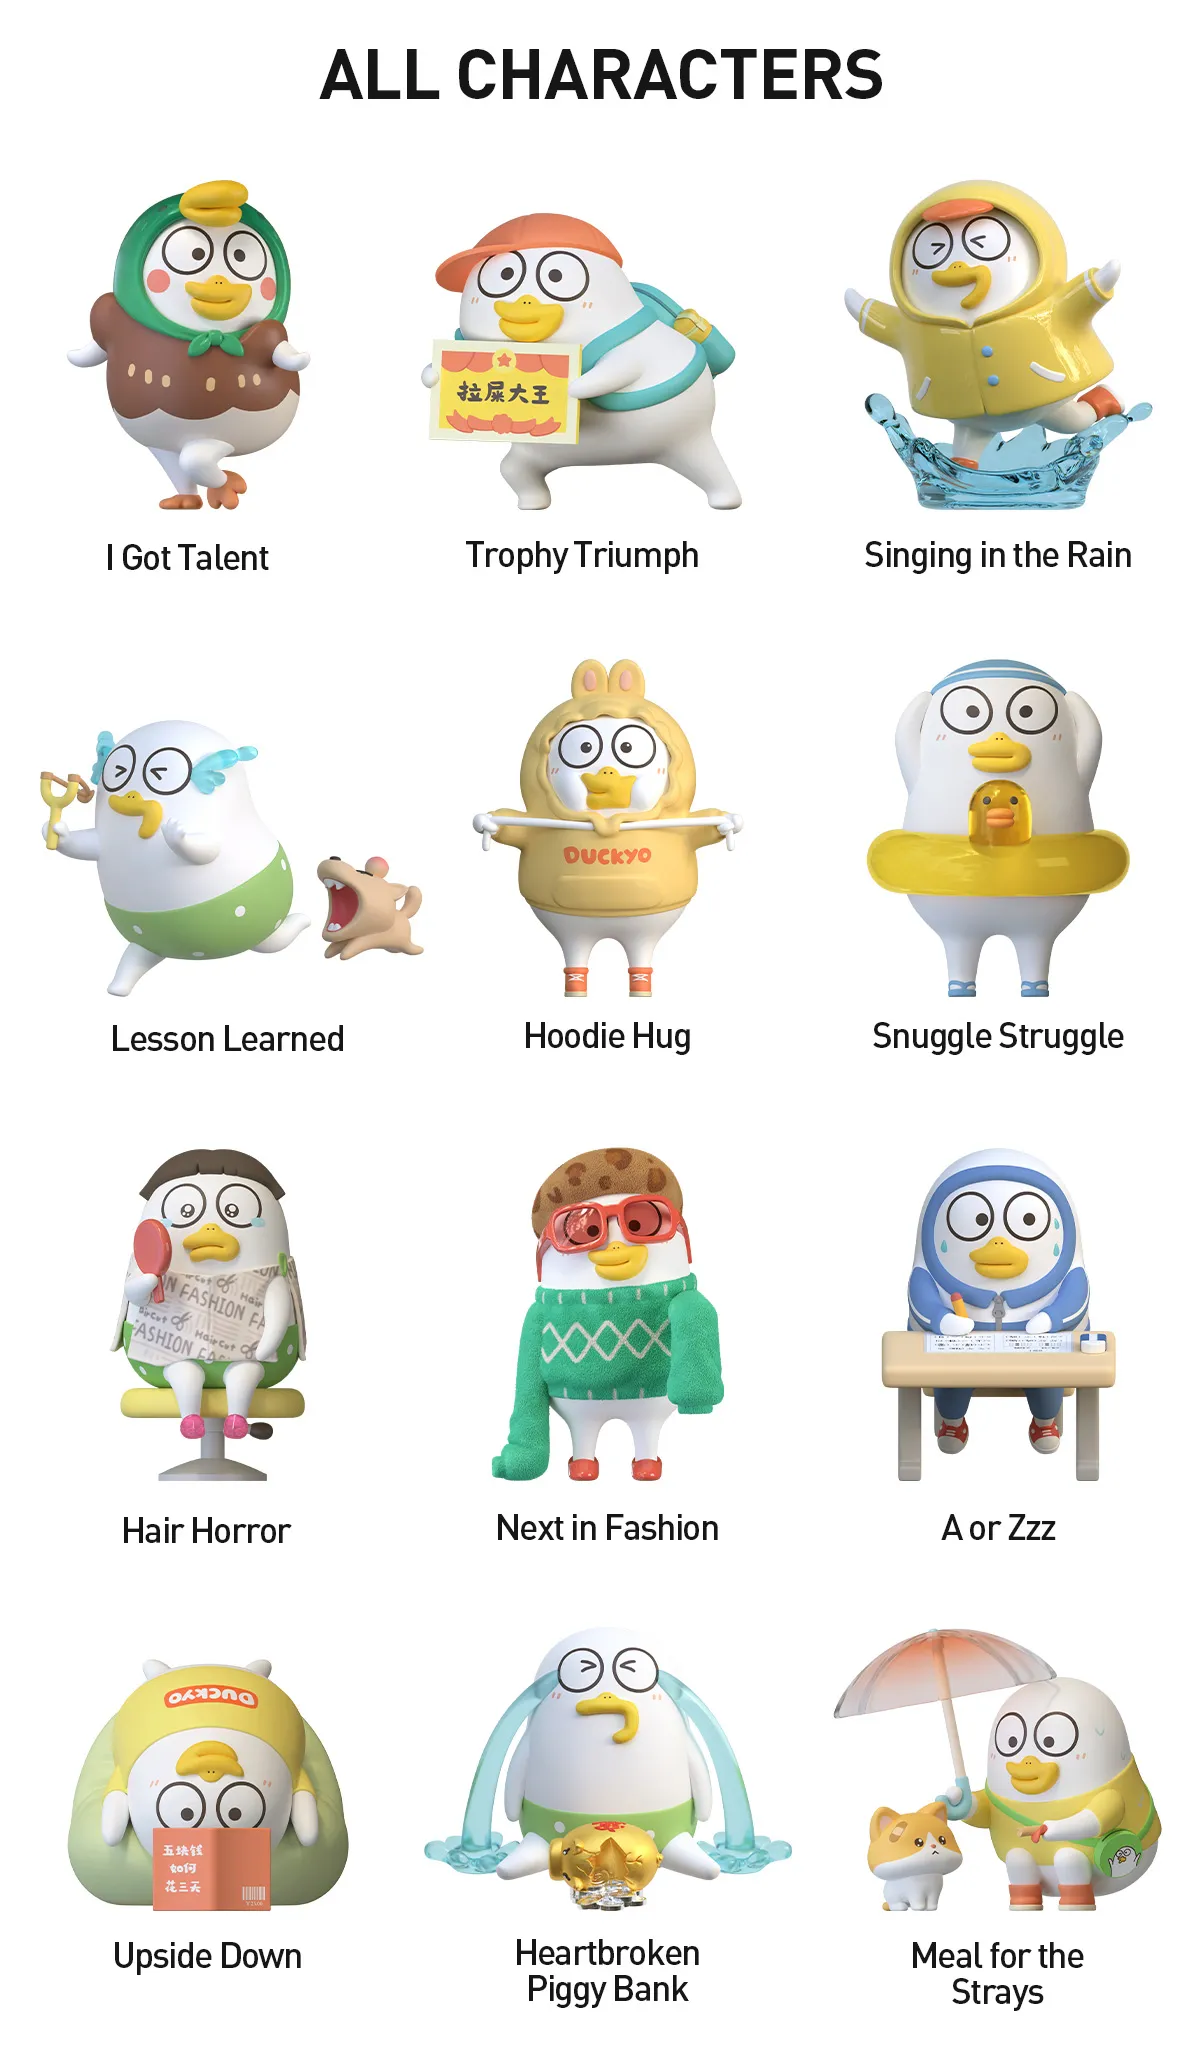 ALL CHARACTERS
拉屎大王
I Got Talent
Trophy Triumph
Singing in the Rain
DUCKYO
Lesson Learned
Hoodie Hug
Snuggle Struggle
FASHION
Hair
HairCut
FASHION
Hair Horror
Next in Fashion
A or Zzz
DUCKYO
五块钱
如何
花三天
Upside Down
Heartbroken
Piggy Bank
Meal for the
Strays